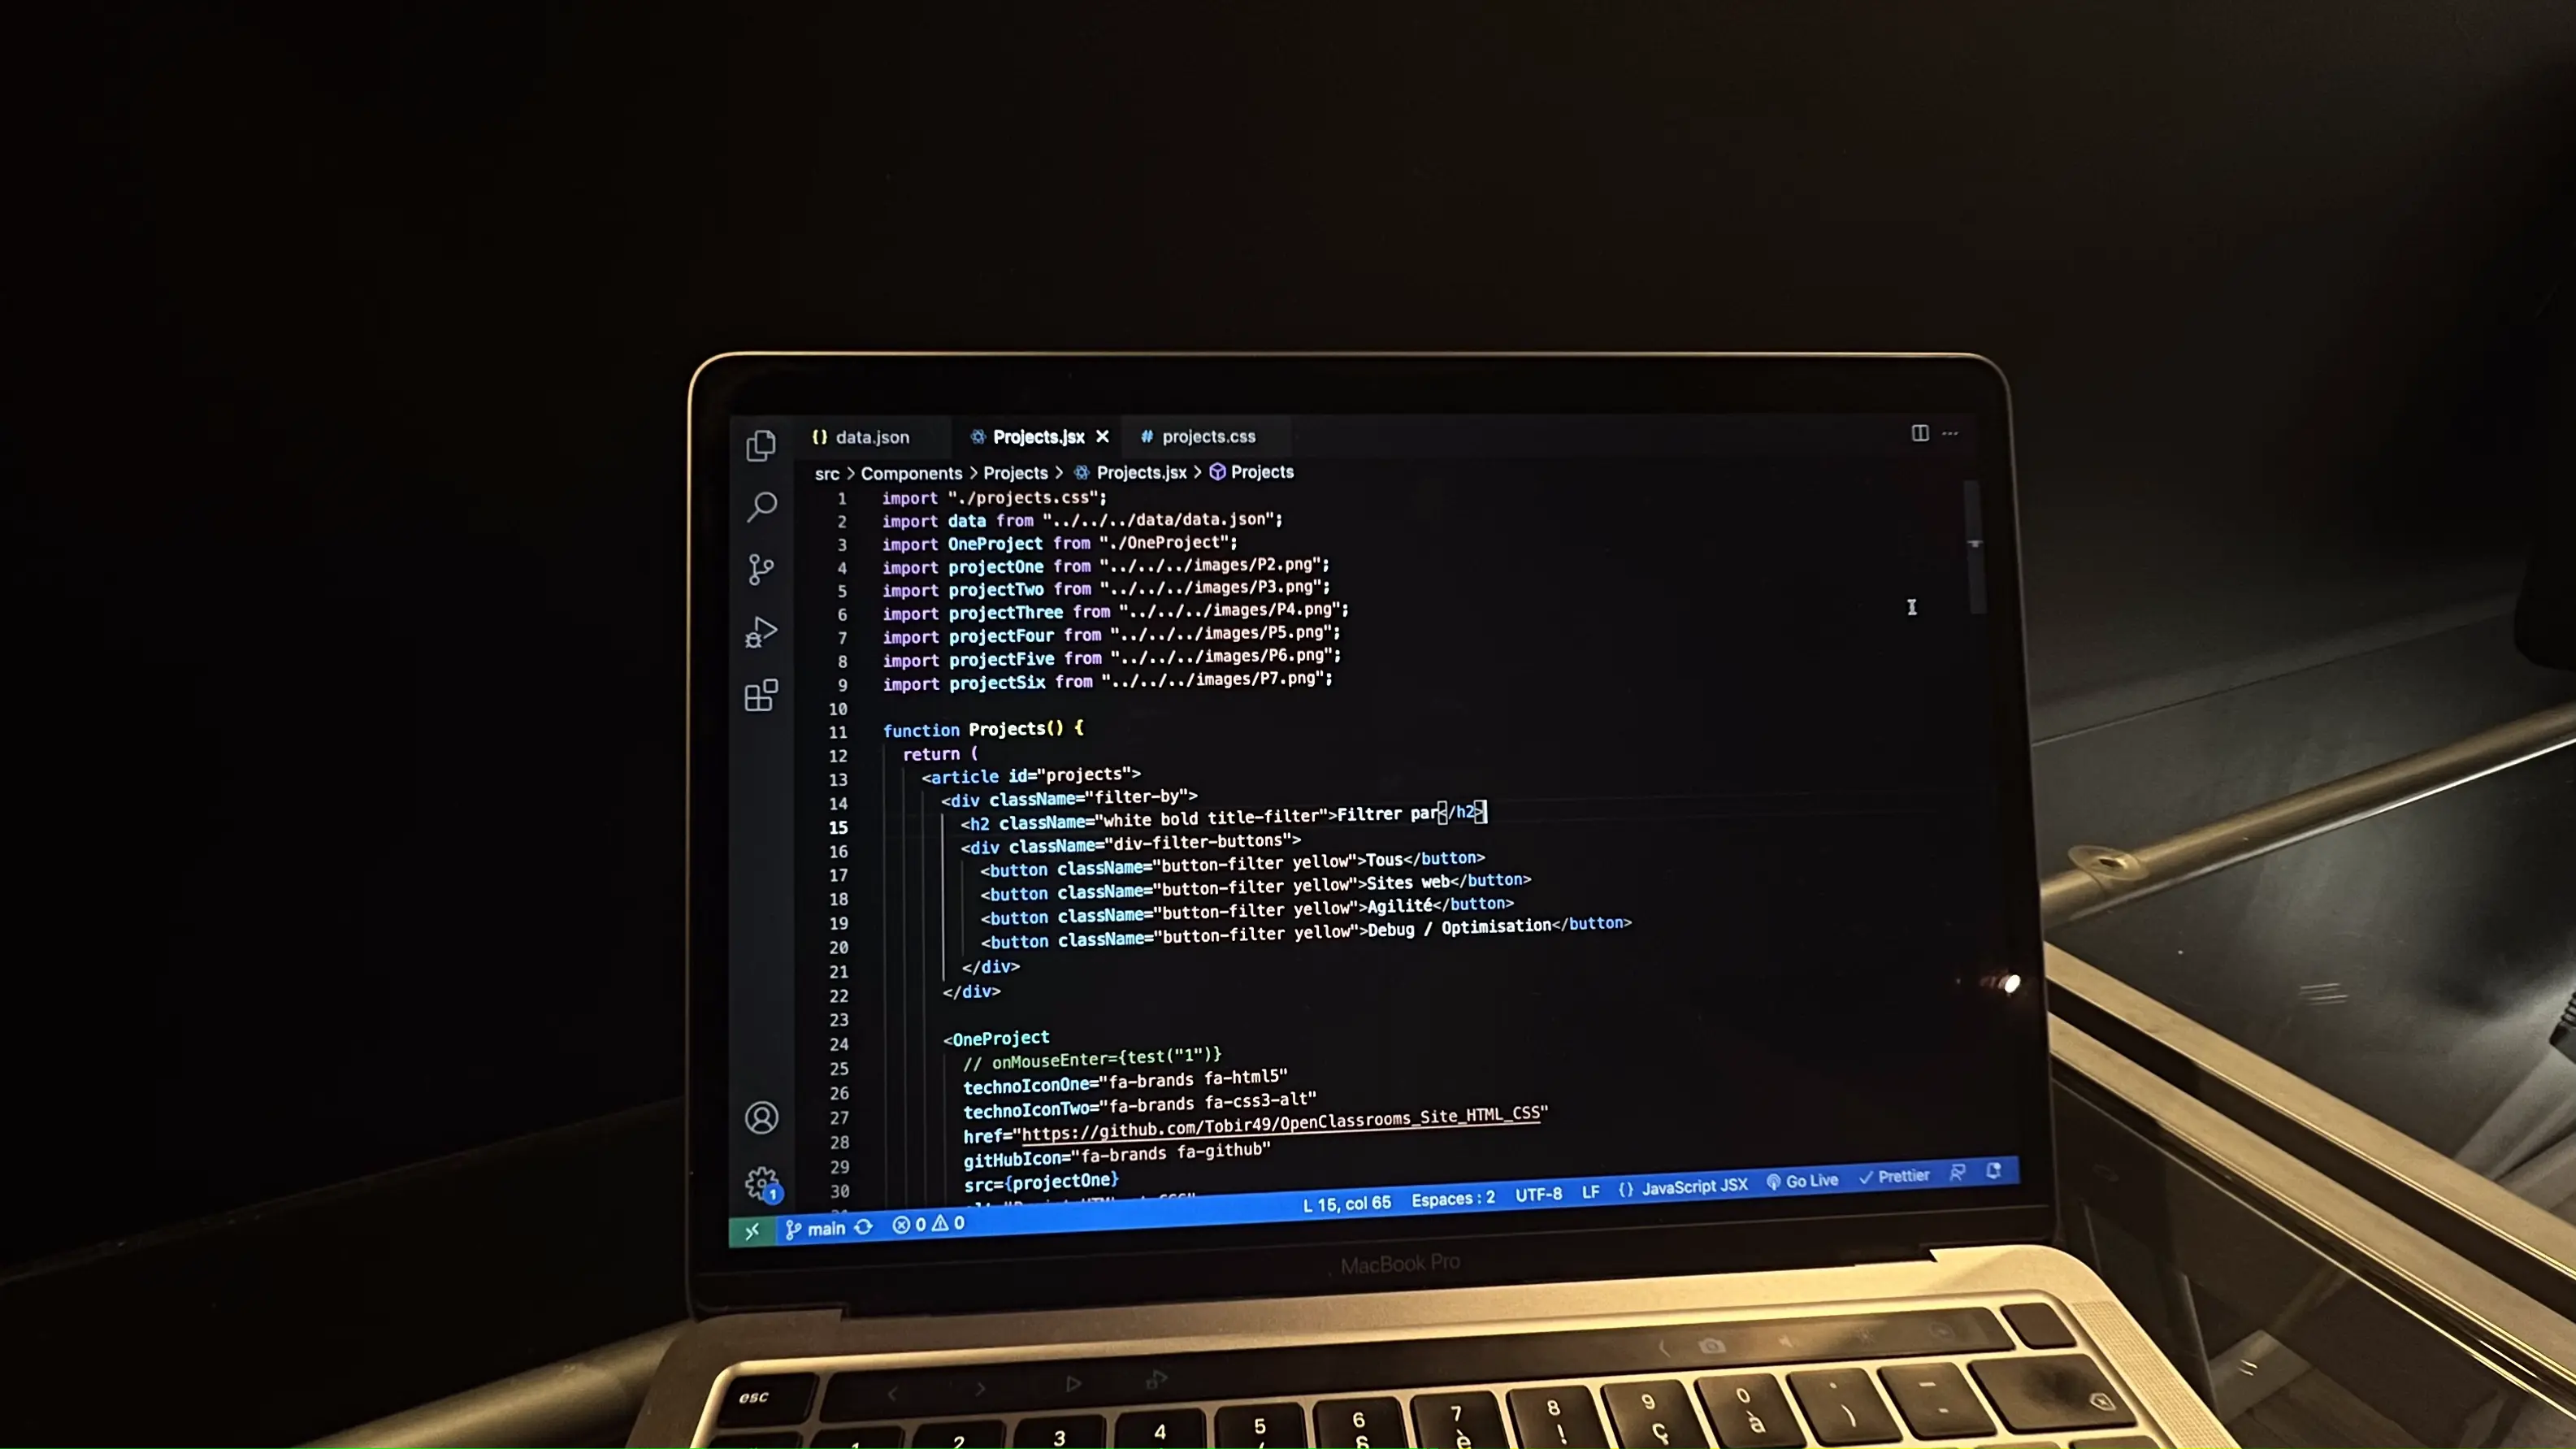 data.json Projects.jsx projects.css
src > Components > Projects > Projects.jsx > Projects
1 import "./projects.css";
2 import data from "../../../data/data.json";
3 import OneProject from "./OneProject";
4 import projectOne from "../../../images/P2.png";
5 import projectTwo from "../../../images/P3.png";
6 import projectThree from "../../../images/P4.png";
7 import projectFour from "../../../images/P5.png";
8 import projectFive from "../../../images/P6.png";
9 import projectSix from "../../../images/P7.png";
10
11 function Projects() {
12 return (
13 <article id="projects">
14 <div className="filter-by">
15 <h2 className="white bold title-filter">Filtrer par</h2>
16 <div className="div-filter-buttons">
17 <button className="button-filter yellow">Tous</button>
18 <button className="button-filter yellow">Sites web</button>
19 <button className="button-filter yellow">Agilité</button>
20 <button className="button-filter yellow">Debug / Optimisation</button>
21 </div>
22 </div>
23
24 <OneProject
25 // onMouseEnter={test("1")}
26 technoIconOne="fa-brands fa-html5"
27 technoIconTwo="fa-brands fa-css3-alt"
28 href="https://github.com/Tobir49/OpenClassrooms_Site_HTML_CSS"
29 gitHubIcon="fa-brands fa-github"
30 src={projectOne}
1
main 0 0 L 15, col 65 Espaces : 2 UTF-8 LF {} JavaScript JSX Go Live Prettier
MacBook Pro
esc
2 3 4 5 6 7 8 9 0
è ! ç à ) -